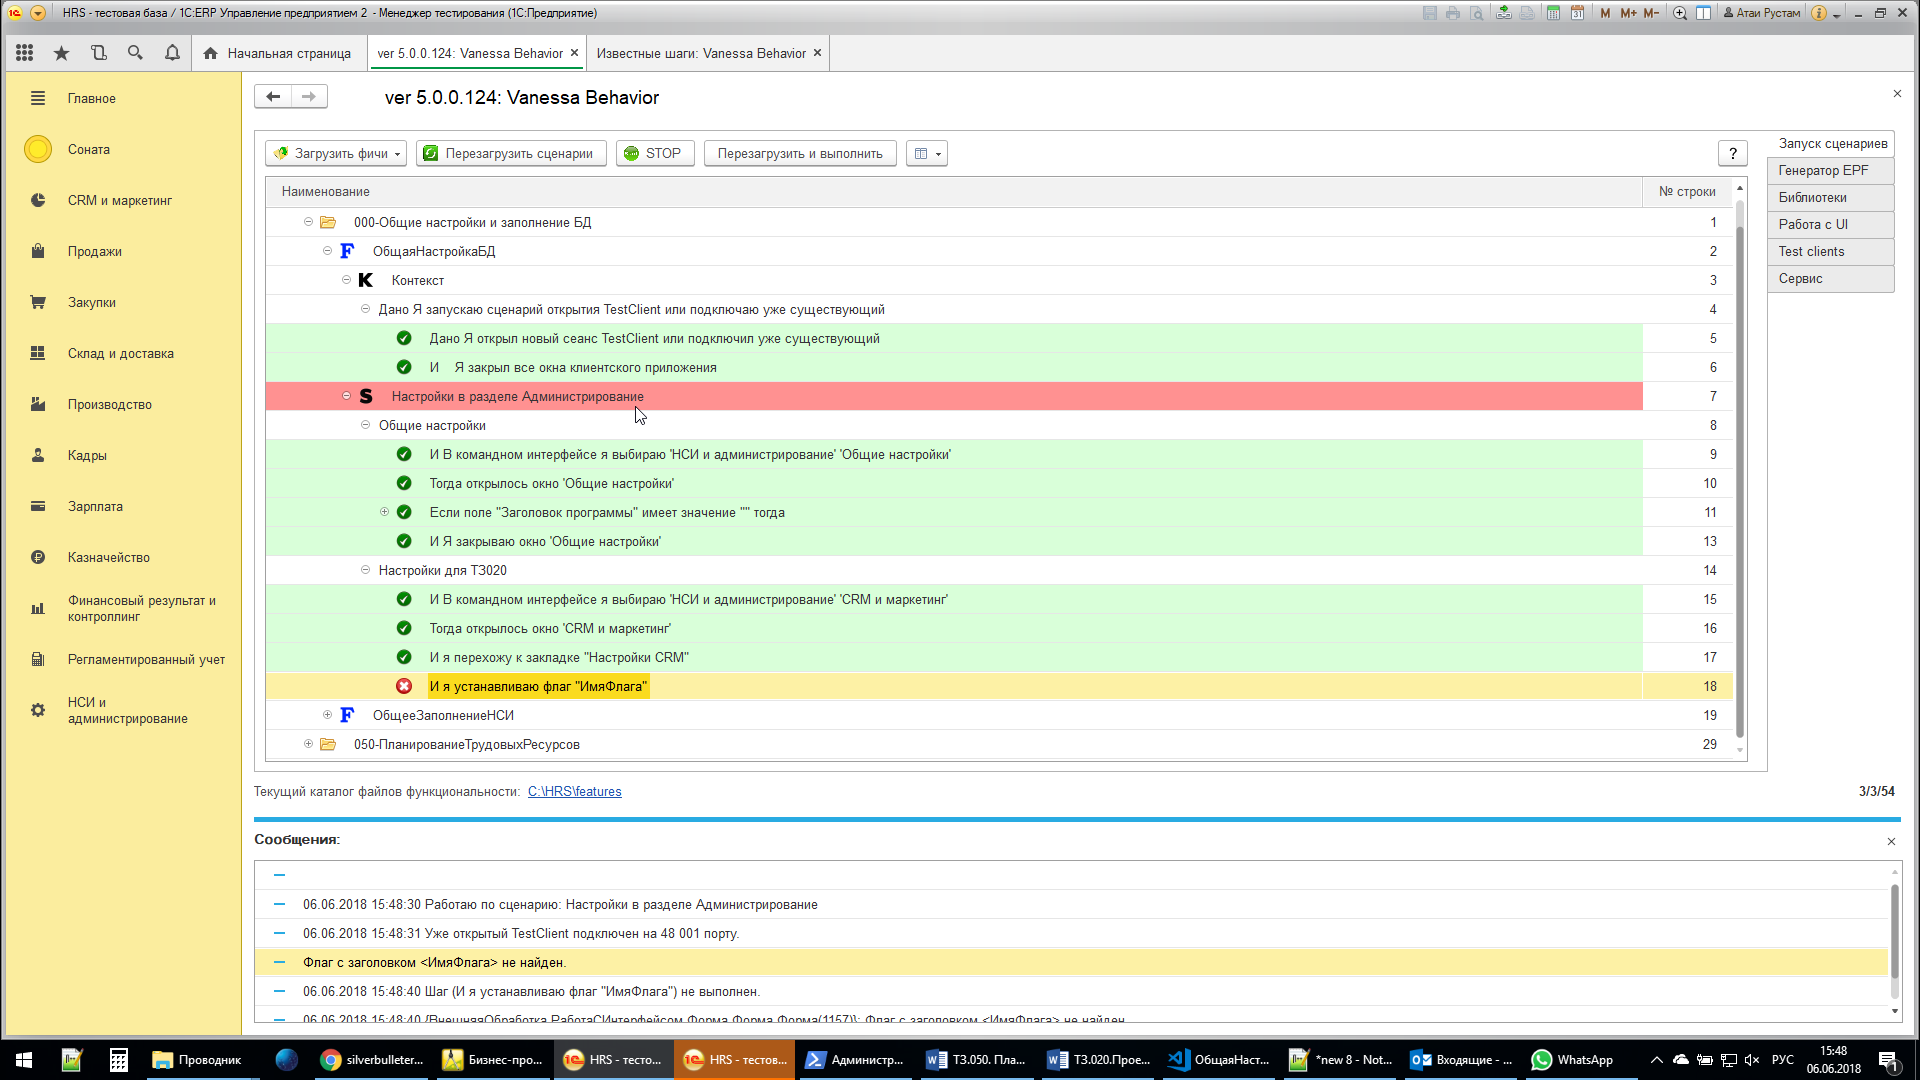 HRS - тестовая база / 1С:ERP Управление предприятием 2 - Менеджер тестирования (1С:Предприятие)
M M+ M-
Атаи Рустам
Начальная страница
ver 5.0.0.124: Vanessa Behavior ×
Известные шаги: Vanessa Behavior ×
Главное
Соната
CRM и маркетинг
Продажи
Закупки
Склад и доставка
Производство
Кадры
Зарплата
Казначейство
Финансовый результат и
контроллинг
Регламентированный учет
НСИ и
администрирование
ver 5.0.0.124: Vanessa Behavior
Загрузить фичи
Перезагрузить сценарии
STOP
Перезагрузить и выполнить
?
Запуск сценариев
Генератор EPF
Библиотеки
Работа с UI
Test clients
Сервис
Наименование № строки
000-Общие настройки и заполнение БД 1
F ОбщаяНастройкаБД 2
K Контекст 3
Дано Я запускаю сценарий открытия TestClient или подключаю уже существующий 4
Дано Я открыл новый сеанс TestClient или подключил уже существующий 5
И Я закрыл все окна клиентского приложения 6
S Настройки в разделе Администрирование 7
Общие настройки 8
И В командном интерфейсе я выбираю 'НСИ и администрирование' 'Общие настройки' 9
Тогда открылось окно 'Общие настройки' 10
Если поле "Заголовок программы" имеет значение "" тогда 11
И Я закрываю окно 'Общие настройки' 13
Настройки для ТЗ020 14
И В командном интерфейсе я выбираю 'НСИ и администрирование' 'CRM и маркетинг' 15
Тогда открылось окно 'CRM и маркетинг' 16
И я перехожу к закладке "Настройки CRM" 17
И я устанавливаю флаг "ИмяФлага" 18
F ОбщееЗаполнениеНСИ 19
050-ПланированиеТрудовыхРесурсов 29
Текущий каталог файлов функциональности: C:\HRS\features
3/3/54
Сообщения:
06.06.2018 15:48:30 Работаю по сценарию: Настройки в разделе Администрирование
06.06.2018 15:48:31 Уже открытый TestClient подключен на 48 001 порту.
Флаг с заголовком <ИмяФлага> не найден.
06.06.2018 15:48:40 Шаг (И я устанавливаю флаг "ИмяФлага") не выполнен.
06.06.2018 15:48:40 {ВнешняяОбработка.РаботаСИнтерфейсом.Форма.Форма.Форма(1157)}: Флаг с заголовком <ИмяФлага> не найден.
Проводник
silverbulleter...
Бизнес-про...
HRS - тесто...
HRS - тестов...
Администр...
ТЗ.050. Пла...
ТЗ.020.Прое...
ОбщаяНаст...
*new 8 - Not...
Входящие - ...
WhatsApp
РУС
15:48
06.06.2018
1